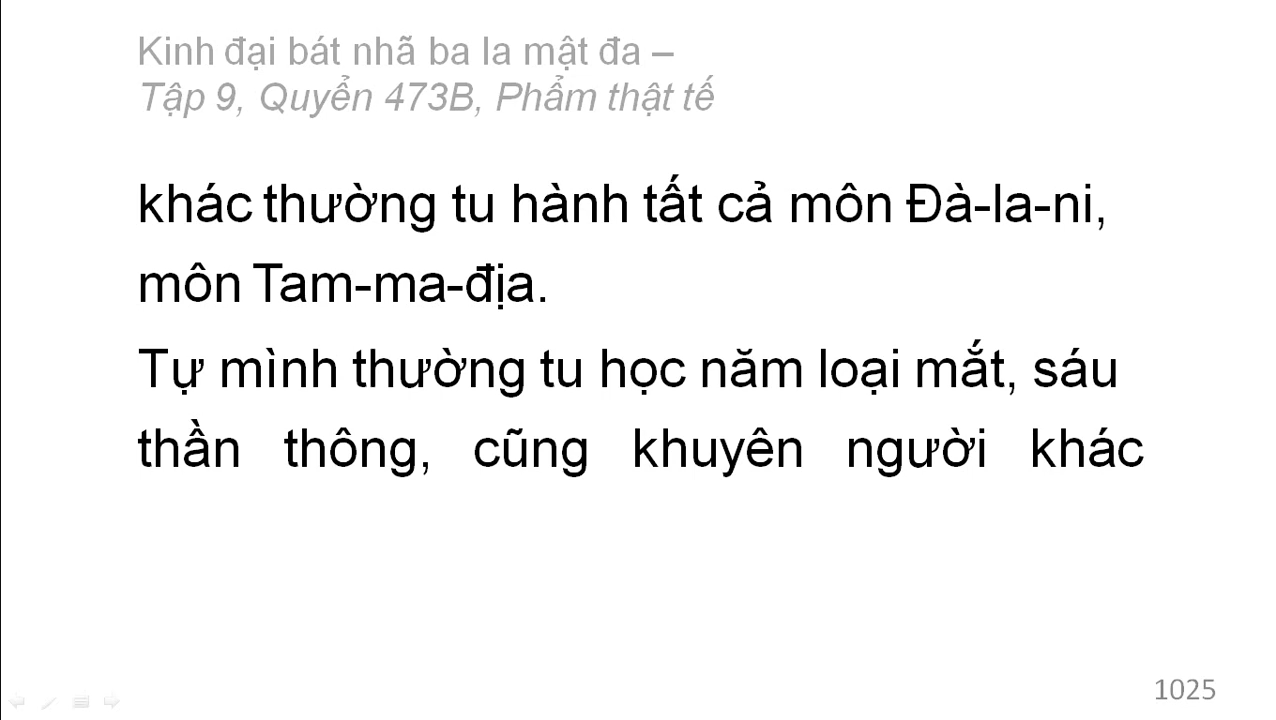 Kinh đại bát nhã ba la mật đa –
Tập 9, Quyển 473B, Phẩm thật tế
khác thường tu hành tất cả môn Đà-la-ni,
môn Tam-ma-địa.
Tự mình thường tu học năm loại mắt, sáu
thần thông, cũng khuyên người khác
1025